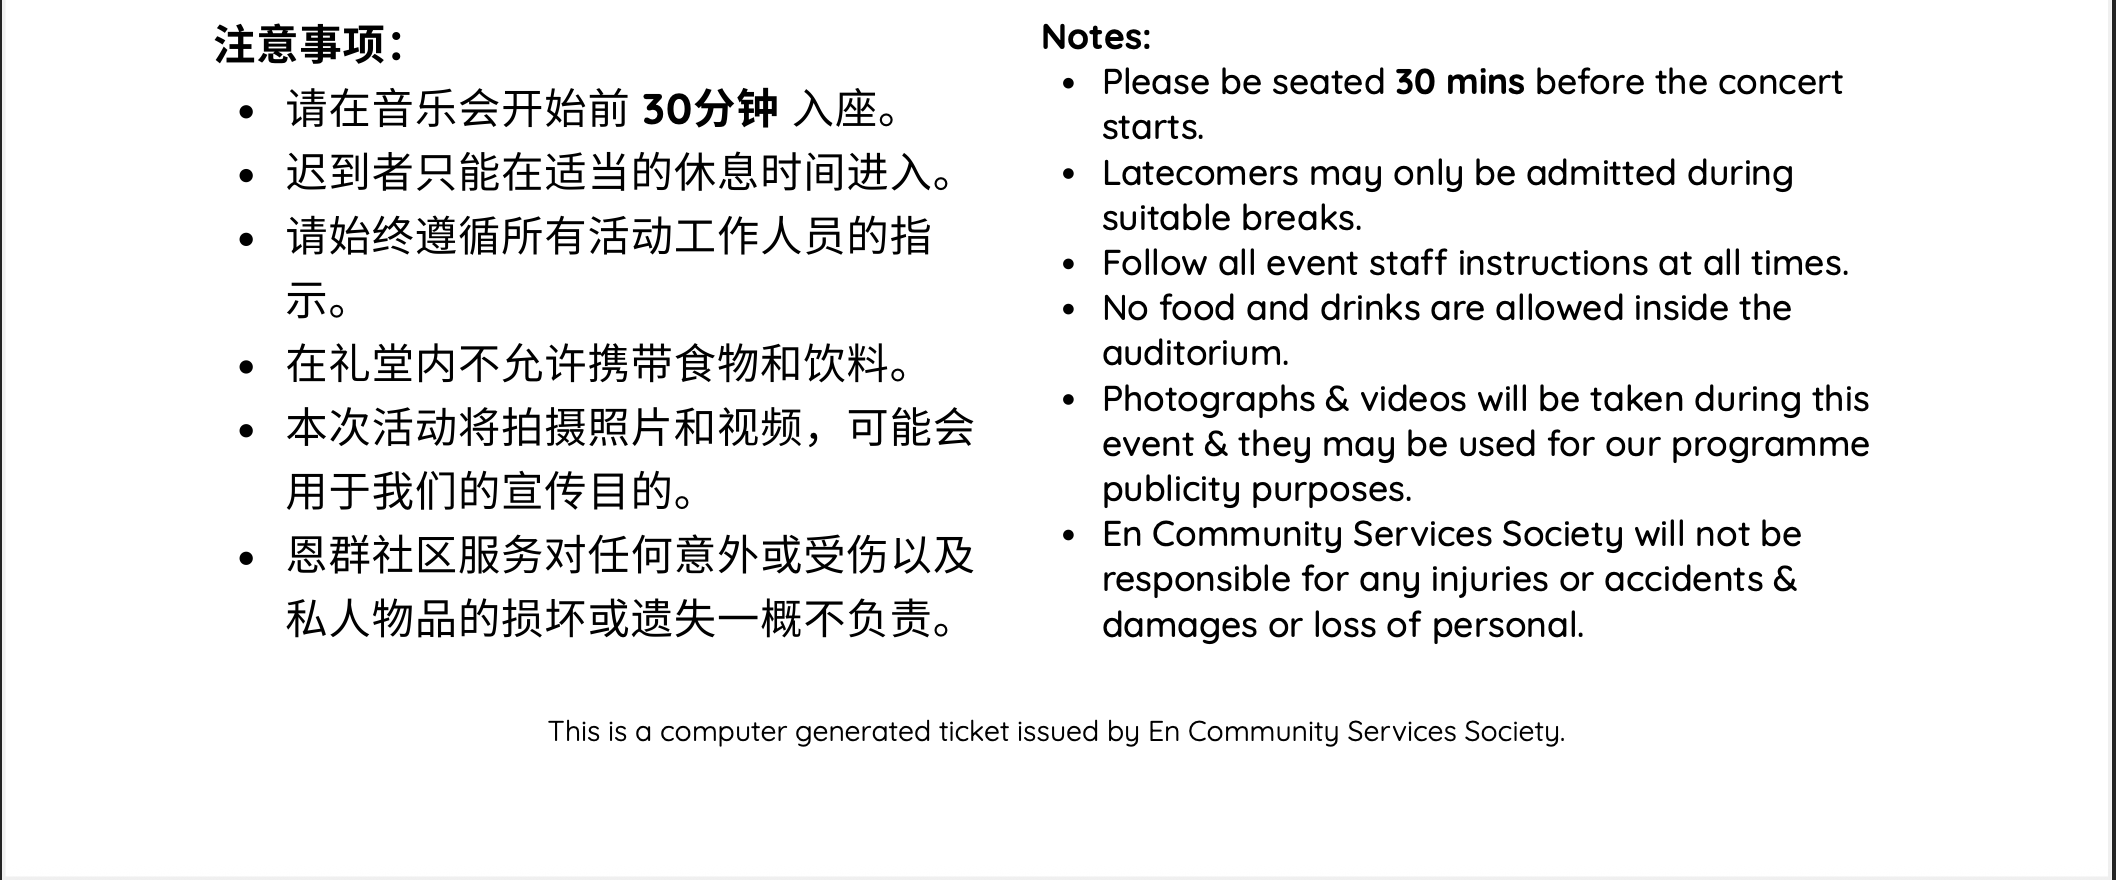 注意事项：
请在音乐会开始前 30分钟 入座。
迟到者只能在适当的休息时间进入。
请始终遵循所有活动工作人员的指
示。
在礼堂内不允许携带食物和饮料。
本次活动将拍摄照片和视频，可能会
用于我们的宣传目的。
恩群社区服务对任何意外或受伤以及
私人物品的损坏或遗失一概不负责。
Notes:
Please be seated 30 mins before the concert
starts.
Latecomers may only be admitted during
suitable breaks.
Follow all event staff instructions at all times.
No food and drinks are allowed inside the
auditorium.
Photographs & videos will be taken during this
event & they may be used for our programme
publicity purposes.
En Community Services Society will not be
responsible for any injuries or accidents &
damages or loss of personal.
This is a computer generated ticket issued by En Community Services Society.